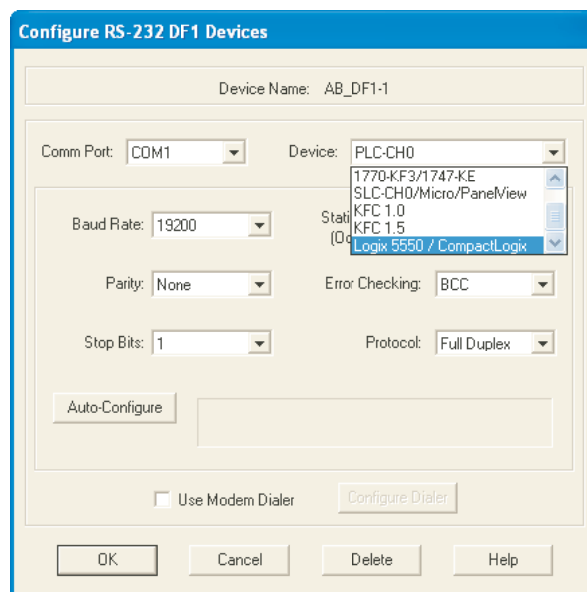 Configure RS-232 DF1 Devices
Device Name: AB_DF1-1
Comm Port: COM1 Device: PLC-CH0
1770-KF3/1747-KE
SLC-CH0/Micro/PanelView
KFC 1.0
KFC 1.5
Logix 5550 / CompactLogix
Baud Rate: 19200
Parity: None Error Checking: BCC
Stop Bits: 1 Protocol: Full Duplex
Auto-Configure
Use Modem Dialer Configure Dialer
OK Cancel Delete Help